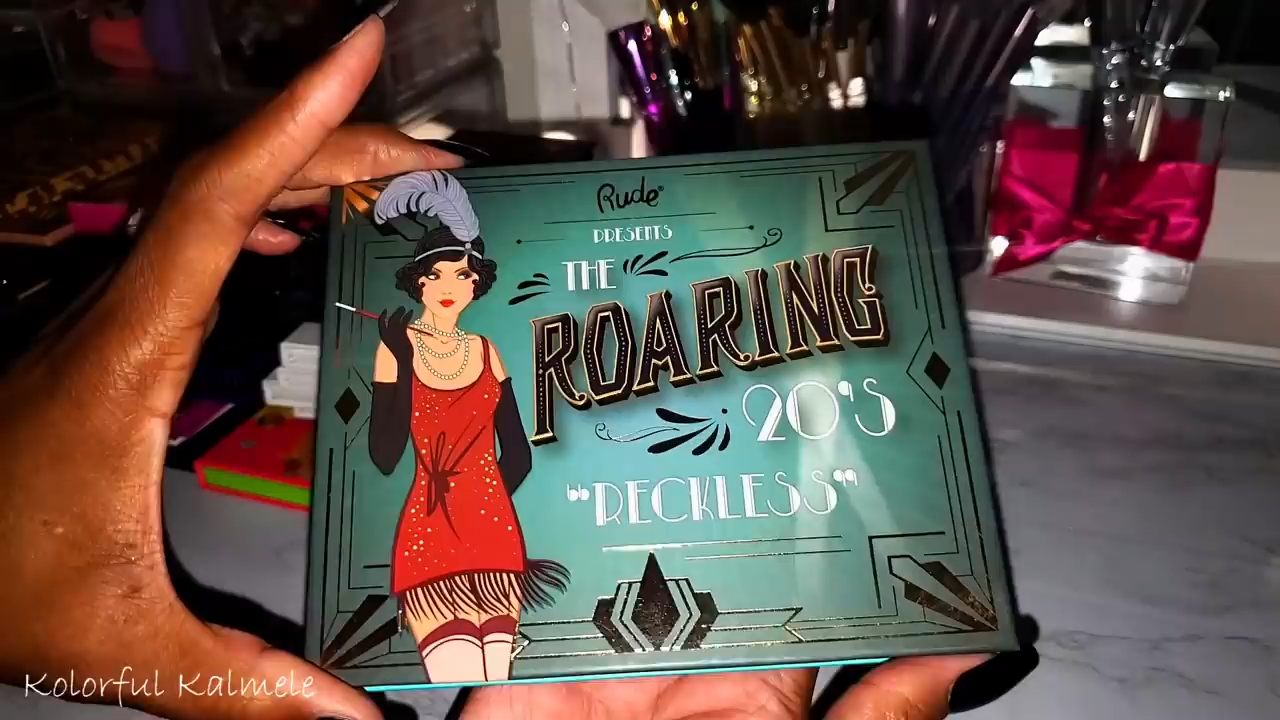 Rude®
PRESENTS
THE
ROARING
20'S
"RECKLESS"
Kolorful Kalmele